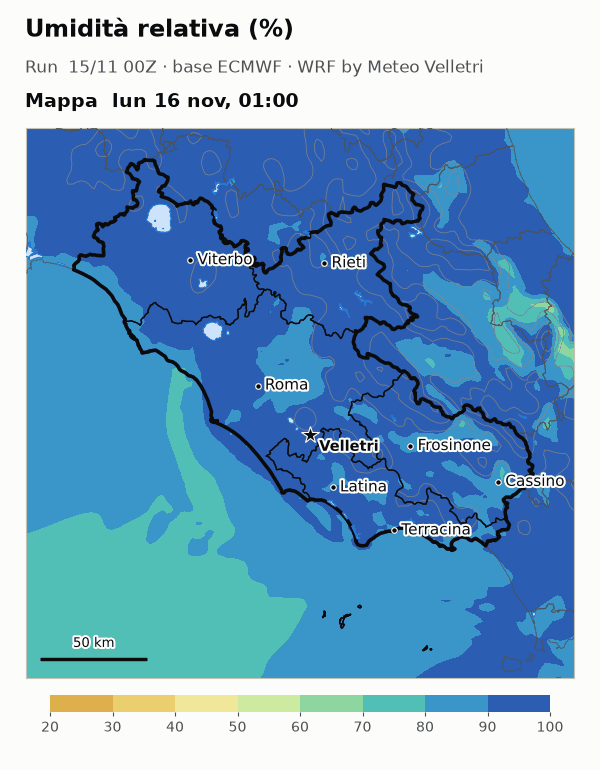 Umidità relativa (%)
Run  15/11 00Z · base ECMWF · WRF by Meteo Velletri
Mappa  lun 16 nov, 01:00
Viterbo
Rieti
Roma
Velletri
Frosinone
Latina
Cassino
Terracina
50 km
20 30 40 50 60 70 80 90 100